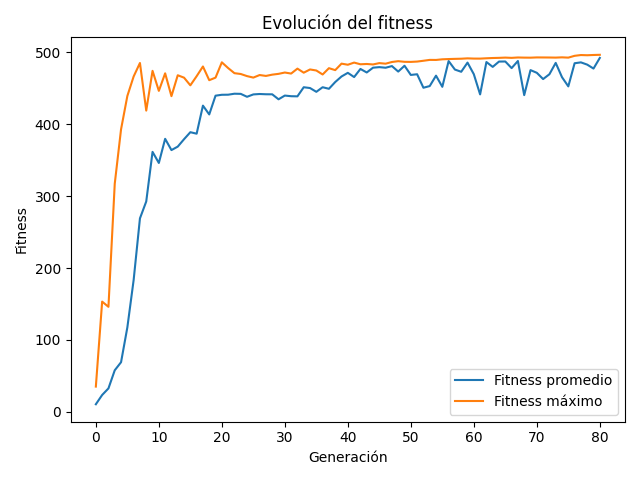 Evolución del fitness
Fitness
500
400
300
200
100
0
0 10 20 30 40 50 60 70 80
Generación
Fitness promedio
Fitness máximo